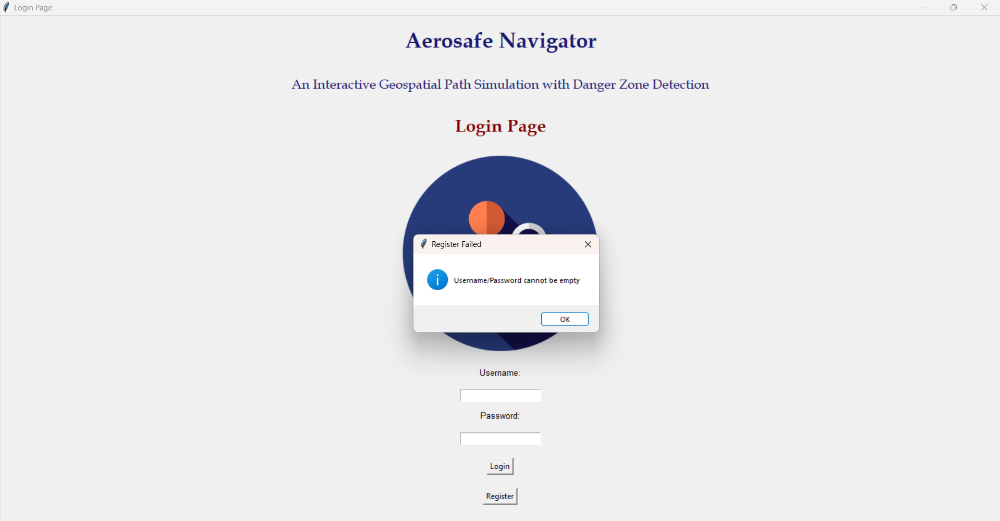 Login Page
Aerosafe Navigator
An Interactive Geospatial Path Simulation with Danger Zone Detection
Login Page
Register Failed
Username/Password cannot be empty
OK
Username:
Password:
Login
Register